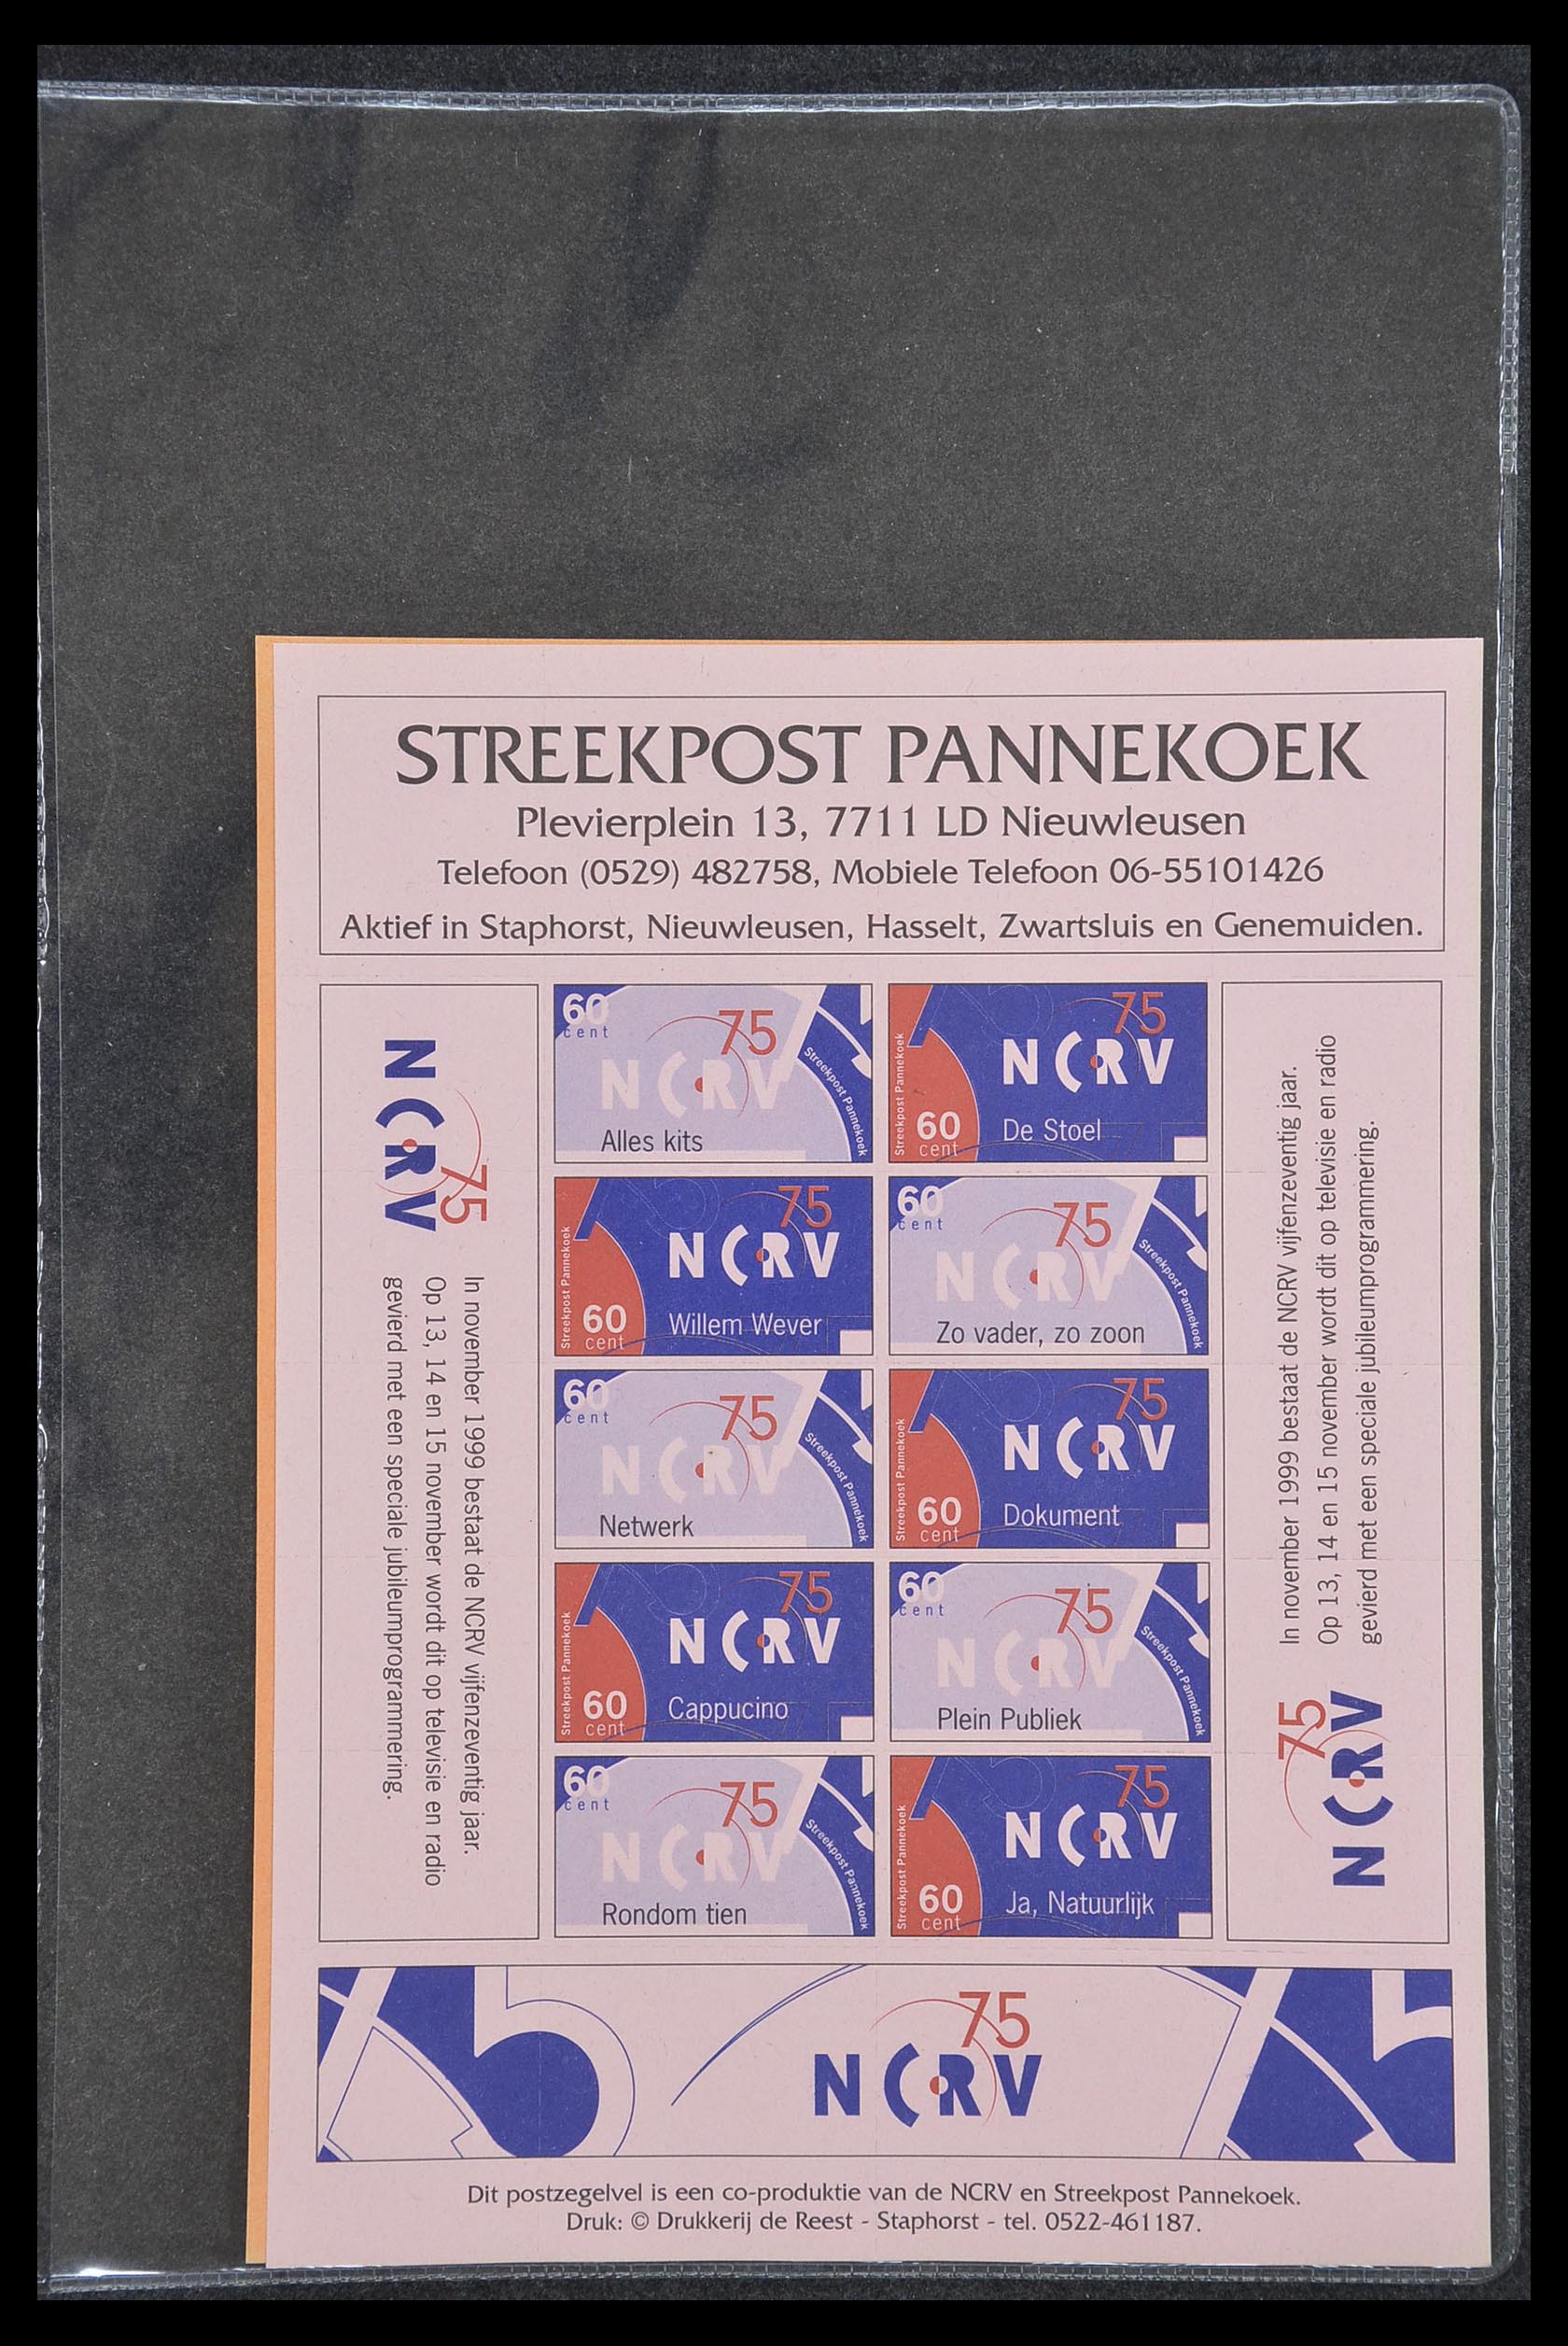 STREEKPOST PANNEKOEK
Plevierplein 13, 7711 LD Nieuwleusen
Telefoon (0529) 482758, Mobiele Telefoon 06-55101426
Aktief in Staphorst, Nieuwleusen, Hasselt, Zwartsluis en Genemuiden.
NCRV
75
In november 1999 bestaat de NCRV vijfenzeventig jaar.
Op 13, 14 en 15 november wordt dit op televisie en radio
gevierd met een speciale jubileumprogrammering.
60
cent
75
NCRV
Streekpost Pannekoek
Alles kits
75
NCRV
Streekpost Pannekoek
60
cent
De Stoel
75
NCRV
Streekpost Pannekoek
60
cent
Willem Wever
60
cent
75
NCRV
Streekpost Pannekoek
Zo vader, zo zoon
60
cent
75
NCRV
Streekpost Pannekoek
Netwerk
75
NCRV
Streekpost Pannekoek
60
cent
Dokument
75
NCRV
Streekpost Pannekoek
60
cent
Cappucino
60
cent
75
NCRV
Streekpost Pannekoek
Plein Publiek
60
cent
75
NCRV
Streekpost Pannekoek
Rondom tien
75
NCRV
Streekpost Pannekoek
60
cent
Ja, Natuurlijk
In november 1999 bestaat de NCRV vijfenzeventig jaar.
Op 13, 14 en 15 november wordt dit op televisie en radio
gevierd met een speciale jubileumprogrammering.
75
NCRV
75
NCRV
Dit postzegelvel is een co-produktie van de NCRV en Streekpost Pannekoek.
Druk: © Drukkerij de Reest - Staphorst - tel. 0522-461187.